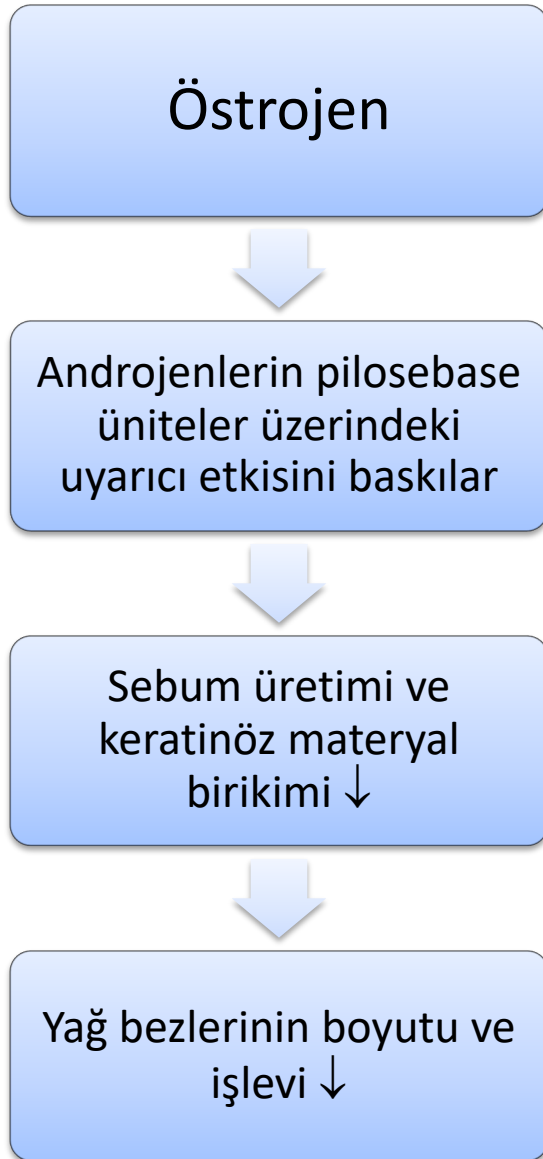 Östrojen
Androjenlerin pilosebase
üniteler üzerindeki
uyarıcı etkisini baskılar
Sebum üretimi ve
keratinöz materyal
birikimi ↓
Yağ bezlerinin boyutu ve
işlevi ↓